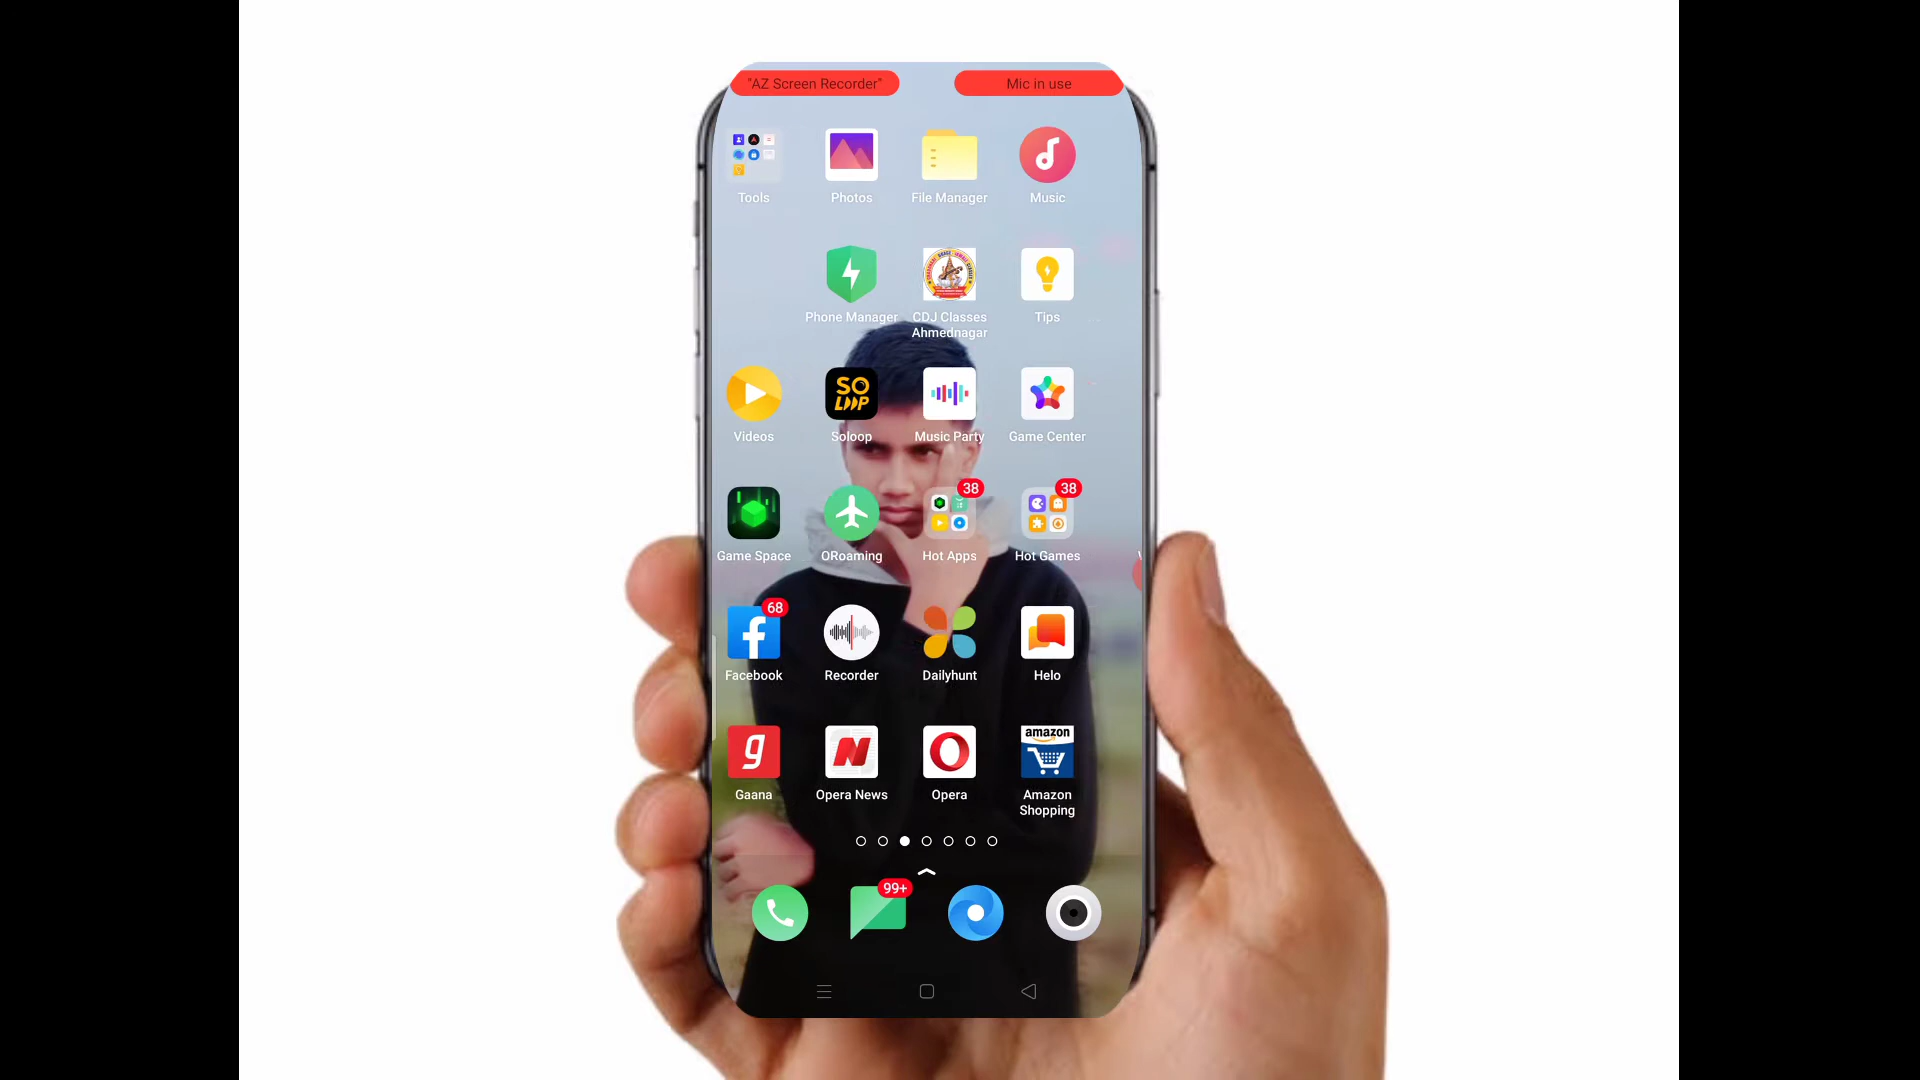 "AZ Screen Recorder"
Mic in use
Tools
Photos
File Manager
Music
Phone Manager
CDJ Classes
Ahmednagar
Tips
SO
LOOP
Videos
Soloop
Music Party
Game Center
38
38
Game Space
ORoaming
Hot Apps
Hot Games
68
Facebook
Recorder
Dailyhunt
Helo
amazon
Gaana
Opera News
Opera
Amazon
Shopping
99+